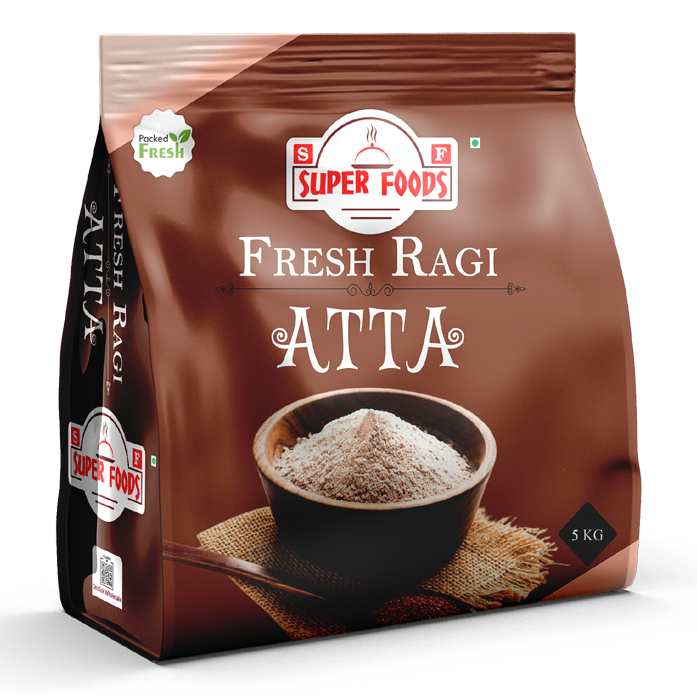 Packed
FRESH
S F
SUPER FOODS
FRESH RAGI
ATTA
5 KG
FRESH RAGI
ATTA
S F
SUPER FOODS